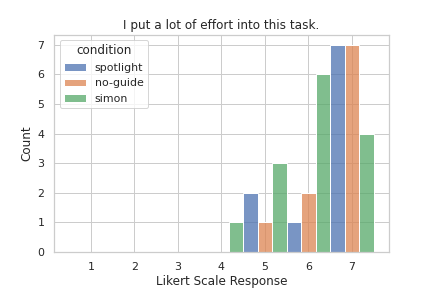 I put a lot of effort into this task.
condition
spotlight
no-guide
simon
7
6
5
4
3
2
1
0
Count
1 2 3 4 5 6 7
Likert Scale Response